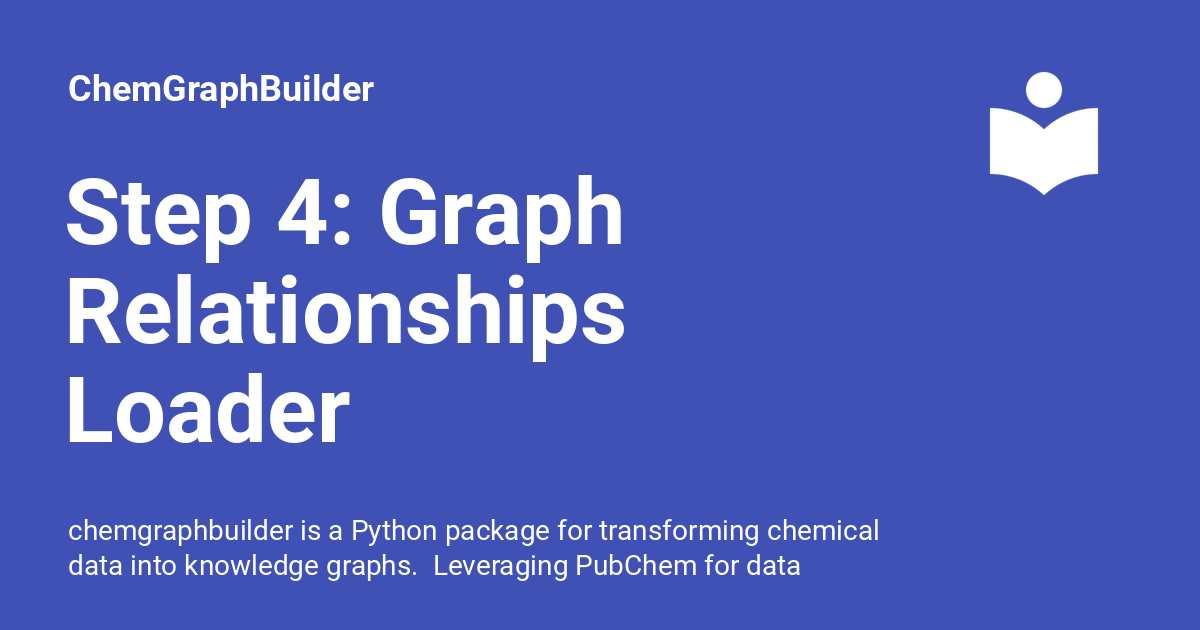 ChemGraphBuilder
Step 4: Graph
Relationships
Loader
chemgraphbuilder is a Python package for transforming chemical
data into knowledge graphs.  Leveraging PubChem for data